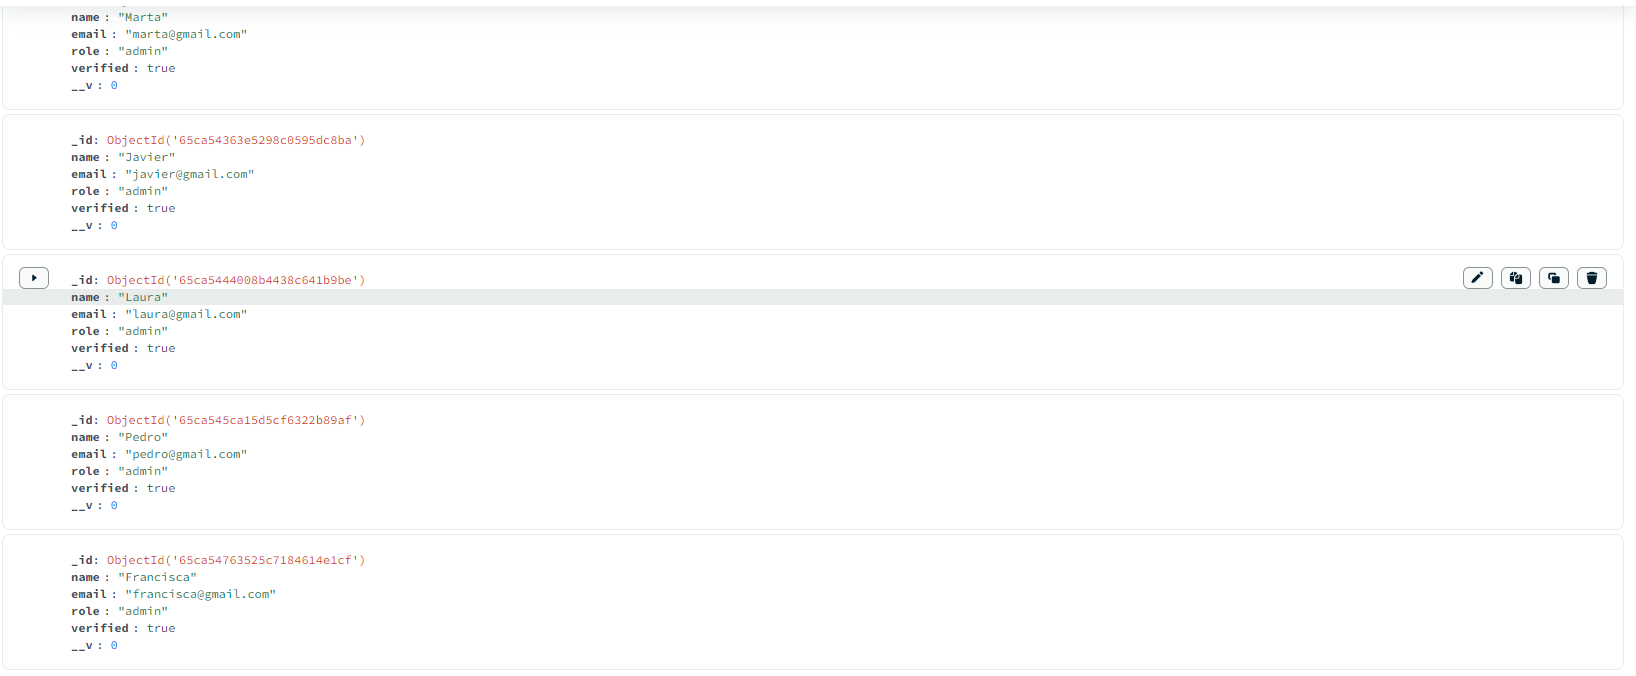 name : "Marta"
email : "marta@gmail.com"
role : "admin"
verified : true
__v : 0
_id: ObjectId('65ca54363e5298c0595dc8ba')
name : "Javier"
email : "javier@gmail.com"
role : "admin"
verified : true
__v : 0
_id: ObjectId('65ca5444008b4438c641b9be')
name : "Laura"
email : "laura@gmail.com"
role : "admin"
verified : true
__v : 0
_id: ObjectId('65ca545ca15d5cf6322b89af')
name : "Pedro"
email : "pedro@gmail.com"
role : "admin"
verified : true
__v : 0
_id: ObjectId('65ca54763525c7184614e1cf')
name : "Francisca"
email : "francisca@gmail.com"
role : "admin"
verified : true
__v : 0